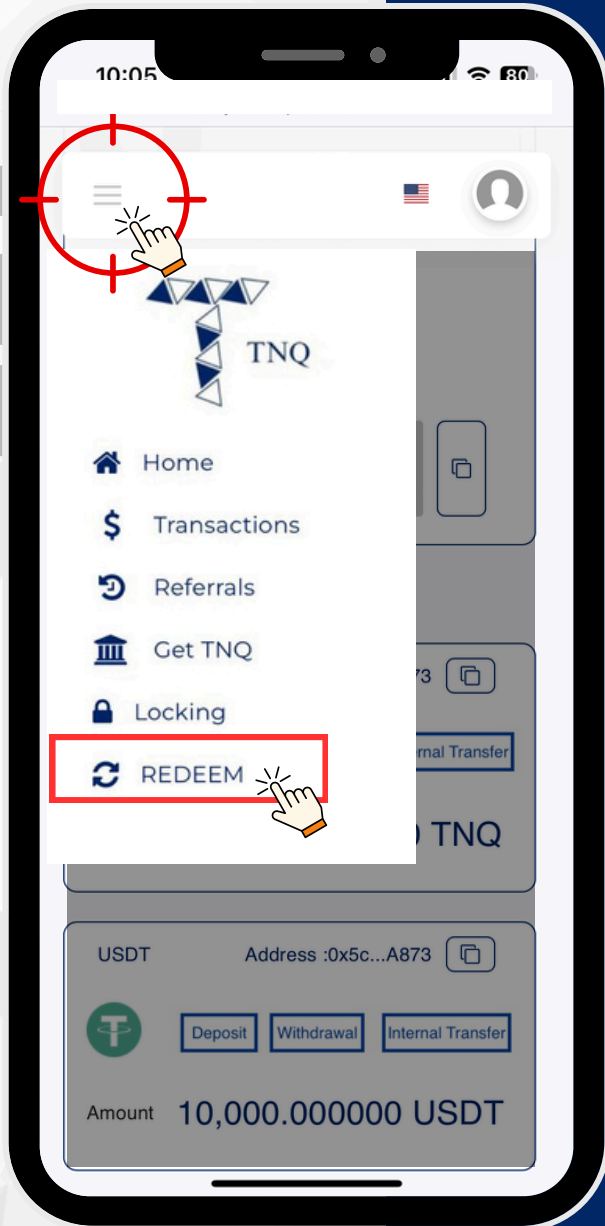 10:05
80
TNQ
Home
Transactions
Referrals
Get TNQ
Locking
REDEEM
73
rnal Transfer
TNQ
USDT Address :0x5c...A873
Deposit Withdrawal Internal Transfer
Amount 10,000.000000 USDT